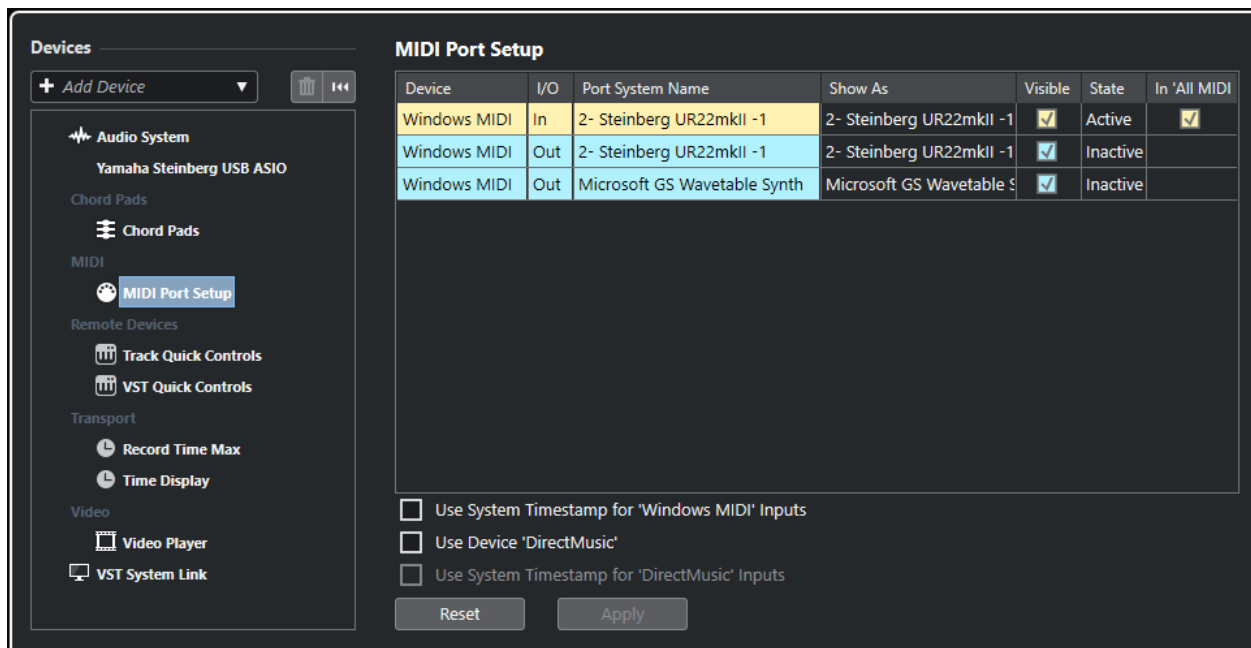 Devices
Add Device
Audio System
Yamaha Steinberg USB ASIO
Chord Pads
Chord Pads
MIDI
MIDI Port Setup
Remote Devices
Track Quick Controls
VST Quick Controls
Transport
Record Time Max
Time Display
Video
Video Player
VST System Link
MIDI Port Setup
Device I/O Port System Name Show As Visible State In 'All MIDI
Windows MIDI In 2- Steinberg UR22mkII -1 2- Steinberg UR22mkII -1 Active
Windows MIDI Out 2- Steinberg UR22mkII -1 2- Steinberg UR22mkII -1 Inactive
Windows MIDI Out Microsoft GS Wavetable Synth Microsoft GS Wavetable Inactive
Use System Timestamp for 'Windows MIDI' Inputs
Use Device 'DirectMusic'
Use System Timestamp for 'DirectMusic' Inputs
Reset Apply